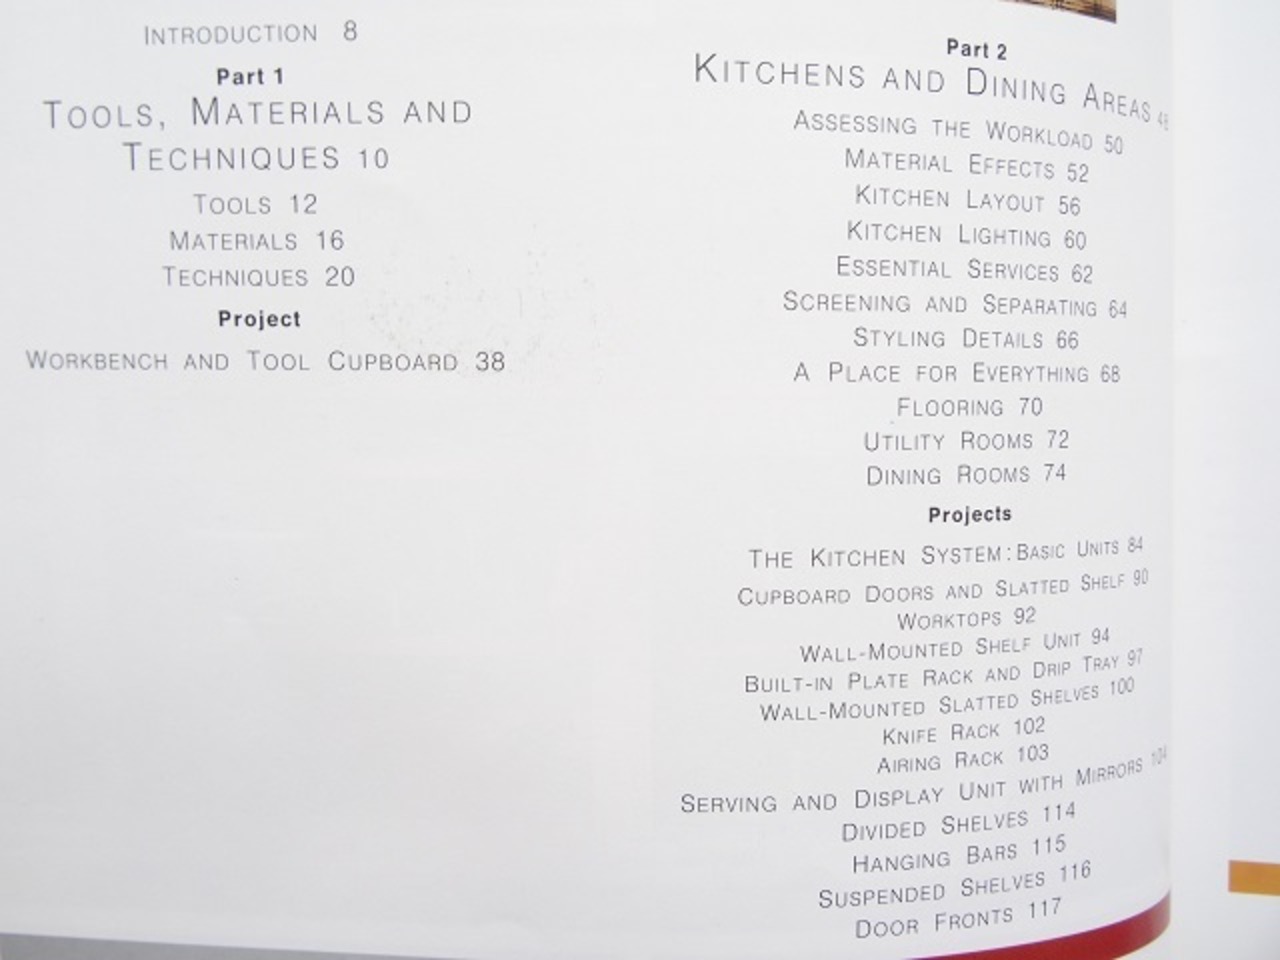 INTRODUCTION 8
Part 1
TOOLS, MATERIALS AND
TECHNIQUES 10
TOOLS 12
MATERIALS 16
TECHNIQUES 20
Project
WORKBENCH AND TOOL CUPBOARD 38
Part 2
KITCHENS AND DINING AREAS
ASSESSING THE WORKLOAD 50
MATERIAL EFFECTS 52
KITCHEN LAYOUT 56
KITCHEN LIGHTING 60
ESSENTIAL SERVICES 62
SCREENING AND SEPARATING 64
STYLING DETAILS 66
A PLACE FOR EVERYTHING 68
FLOORING 70
UTILITY ROOMS 72
DINING ROOMS 74
Projects
THE KITCHEN SYSTEM: BASIC UNITS 84
CUPBOARD DOORS AND SLATTED SHELF 90
WORKTOPS 92
WALL-MOUNTED SHELF UNIT 94
BUILT-IN PLATE RACK AND DRIP TRAY 97
WALL-MOUNTED SLATTED SHELVES 100
KNIFE RACK 102
AIRING RACK 103
SERVING AND DISPLAY UNIT WITH MIRRORS 104
DIVIDED SHELVES 114
HANGING BARS 115
SUSPENDED SHELVES 116
DOOR FRONTS 117